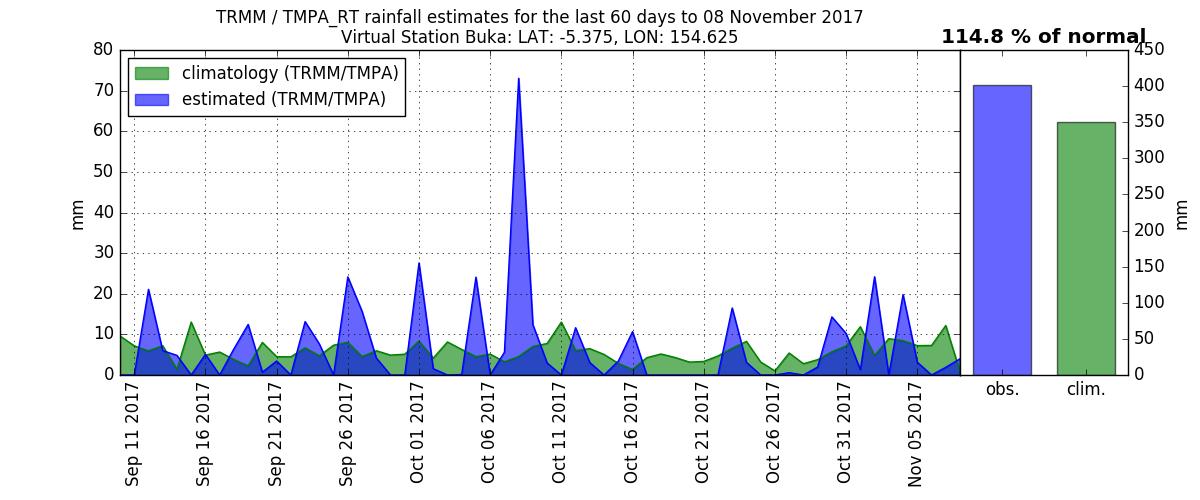 TRMM / TMPA_RT rainfall estimates for the last 60 days to 08 November 2017
Virtual Station Buka: LAT: -5.375, LON: 154.625
114.8 % of normal
climatology (TRMM/TMPA)
estimated (TRMM/TMPA)
80
70
60
50
40
30
20
10
0
mm
Sep 11 2017
Sep 16 2017
Sep 21 2017
Sep 26 2017
Oct 01 2017
Oct 06 2017
Oct 11 2017
Oct 16 2017
Oct 21 2017
Oct 26 2017
Oct 31 2017
Nov 05 2017
obs.
clim.
450
400
350
300
250
200
150
100
50
0
mm